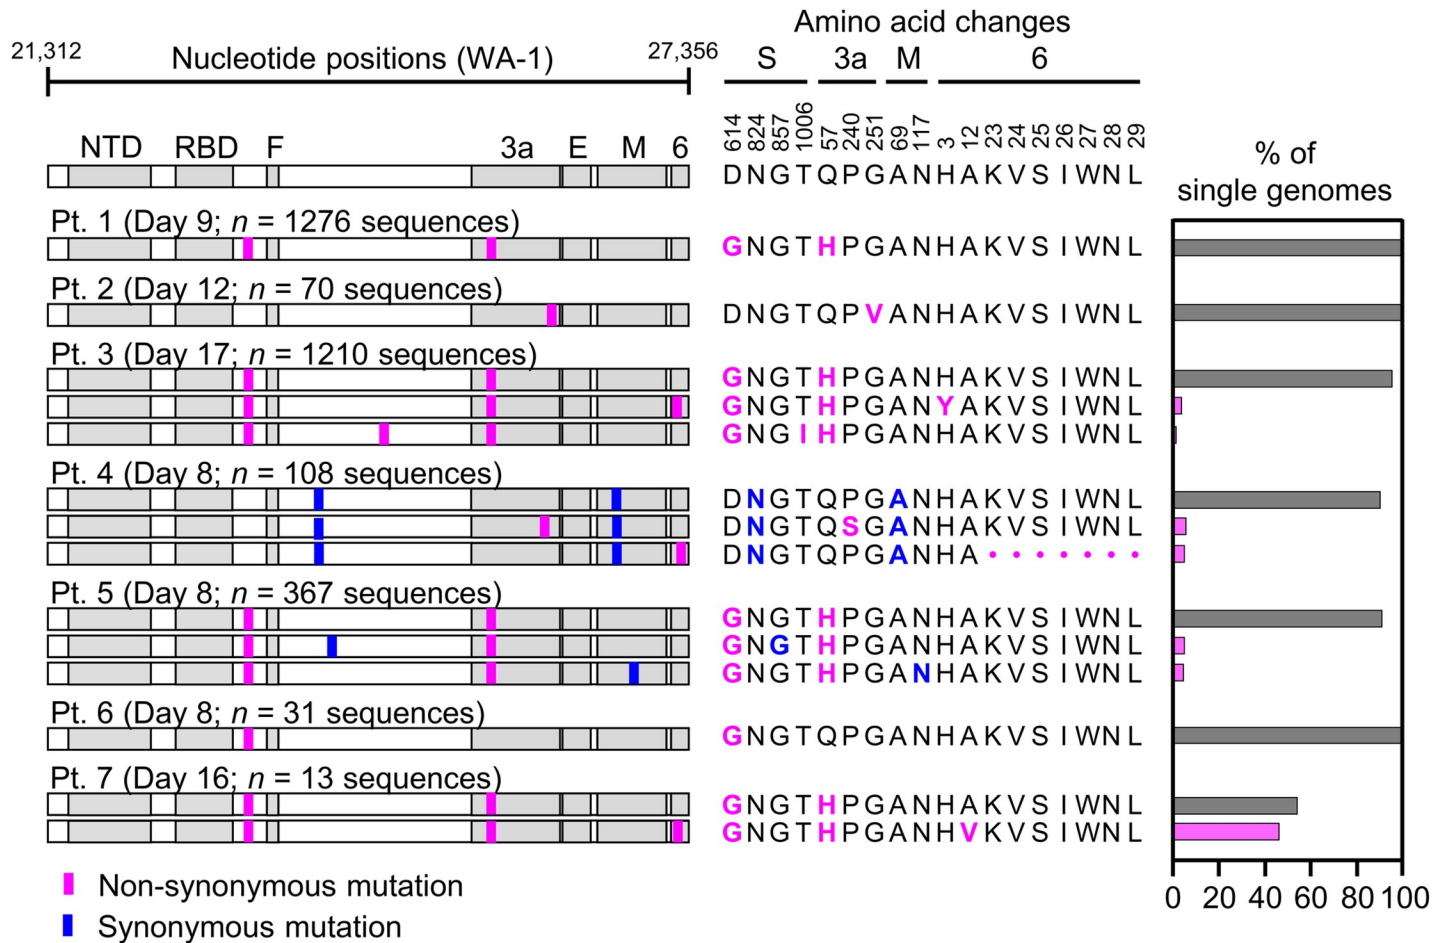 Amino acid changes
21,312 Nucleotide positions (WA-1) 27,356 S 3a M 6
614 824 857 1006 57 240 251 69 117 3 12 23 24 25 26 27 28 29
NTD RBD F 3a E M 6
% of
single genomes
D N G T Q P G A N H A K V S I W N L
Pt. 1 (Day 9; n = 1276 sequences)
G N G T H P G A N H A K V S I W N L
Pt. 2 (Day 12; n = 70 sequences)
D N G T Q P V A N H A K V S I W N L
Pt. 3 (Day 17; n = 1210 sequences)
G N G T H P G A N H A K V S I W N L
G N G T H P G A N Y A K V S I W N L
G N G I H P G A N H A K V S I W N L
Pt. 4 (Day 8; n = 108 sequences)
D N G T Q P G A N H A K V S I W N L
D N G T Q S G A N H A K V S I W N L
D N G T Q P G A N H A • • • • • • •
Pt. 5 (Day 8; n = 367 sequences)
G N G T H P G A N H A K V S I W N L
G N G T H P G A N H A K V S I W N L
G N G T H P G A N H A K V S I W N L
Pt. 6 (Day 8; n = 31 sequences)
G N G T Q P G A N H A K V S I W N L
Pt. 7 (Day 16; n = 13 sequences)
G N G T H P G A N H A K V S I W N L
G N G T H P G A N H V K V S I W N L
Non-synonymous mutation
Synonymous mutation
0 20 40 60 80 100